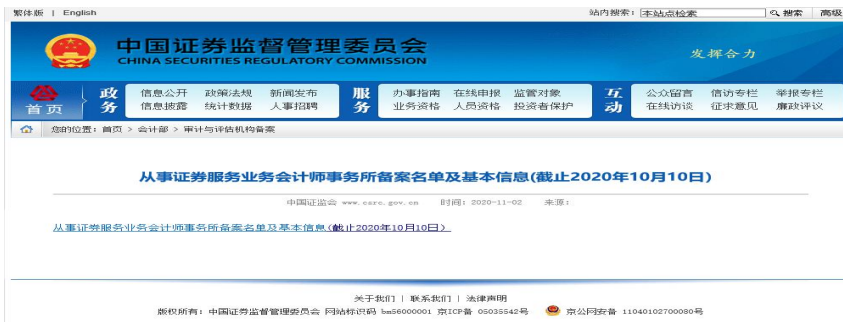 繁体版 | English 站内搜索: 本站点检索 搜索 高级
中国证券监督管理委员会 发挥合力
CHINA SECURITIES REGULATORY COMMISSION
首页 政务 信息公开 政策法规 新闻发布 服务 办事指南 在线申报 监管对象 互动 公众留言 信访专栏 举报专栏
信息披露 统计数据 人事招聘 业务资格 人员资格 投资者保护 在线访谈 征求意见 廉政评议
您的位置: 首页 > 会计部 > 审计与评估机构备案
从事证券服务业务会计师事务所备案名单及基本信息(截止2020年10月10日)
中国证监会 www.csrc.gov.cn 时间: 2020-11-02 来源:
从事证券服务业务会计师事务所备案名单及基本信息(截止2020年10月10日)
关于我们 | 联系我们 | 法律声明
版权所有: 中国证券监督管理委员会 网站标识码 bm56000001 京ICP备 05035542号 京公网安备 11040102700080号